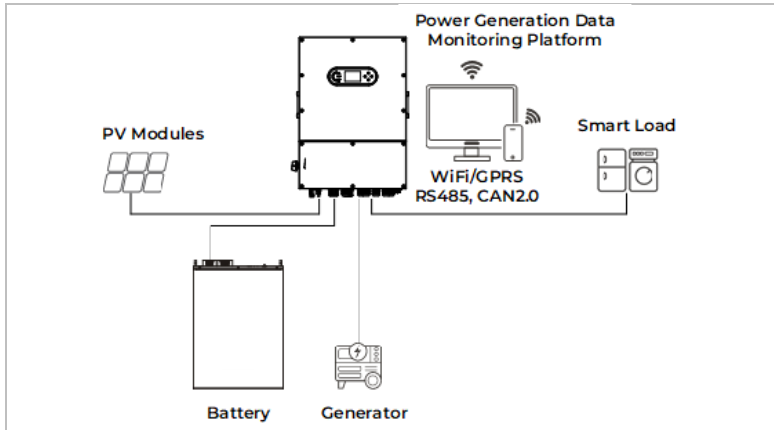 Power Generation Data
Monitoring Platform
PV Modules
Smart Load
WiFi/GPRS
RS485, CAN2.0
Battery
Generator